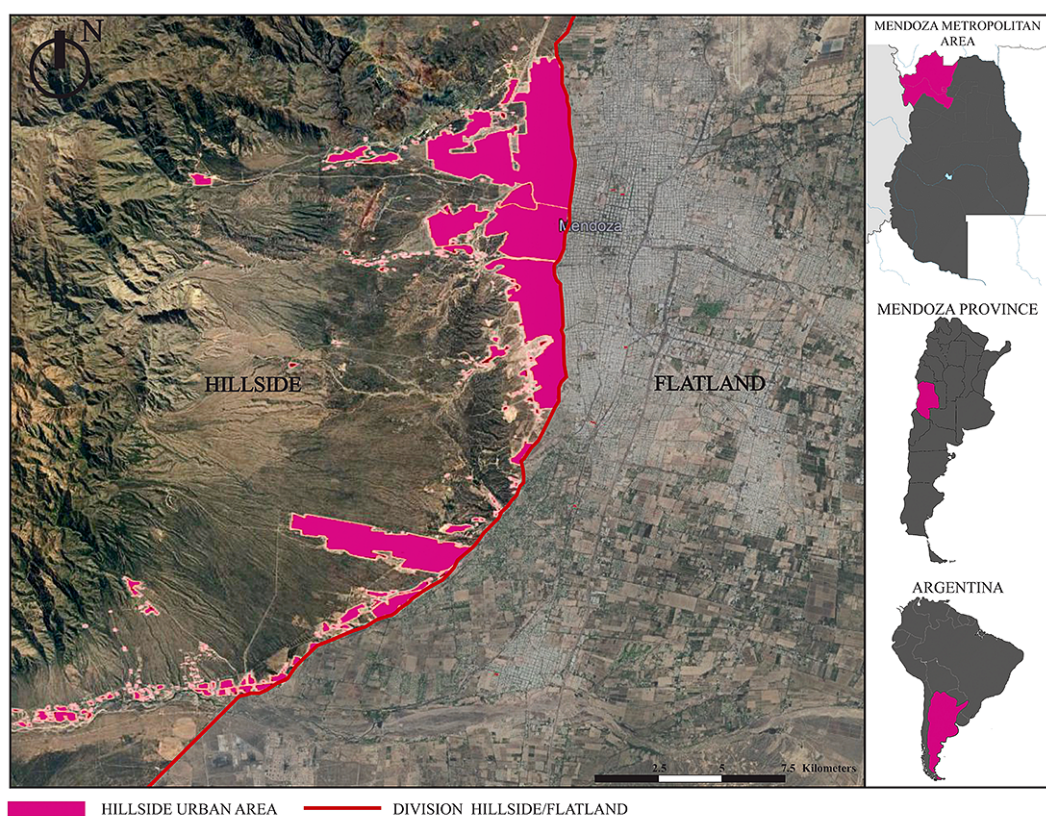 N
MENDOZA METROPOLITAN
AREA
Mendoza
HILLSIDE
FLATLAND
MENDOZA PROVINCE
ARGENTINA
2.5 5 7.5 Kilometers
HILLSIDE URBAN AREA
DIVISION HILLSIDE/FLATLAND